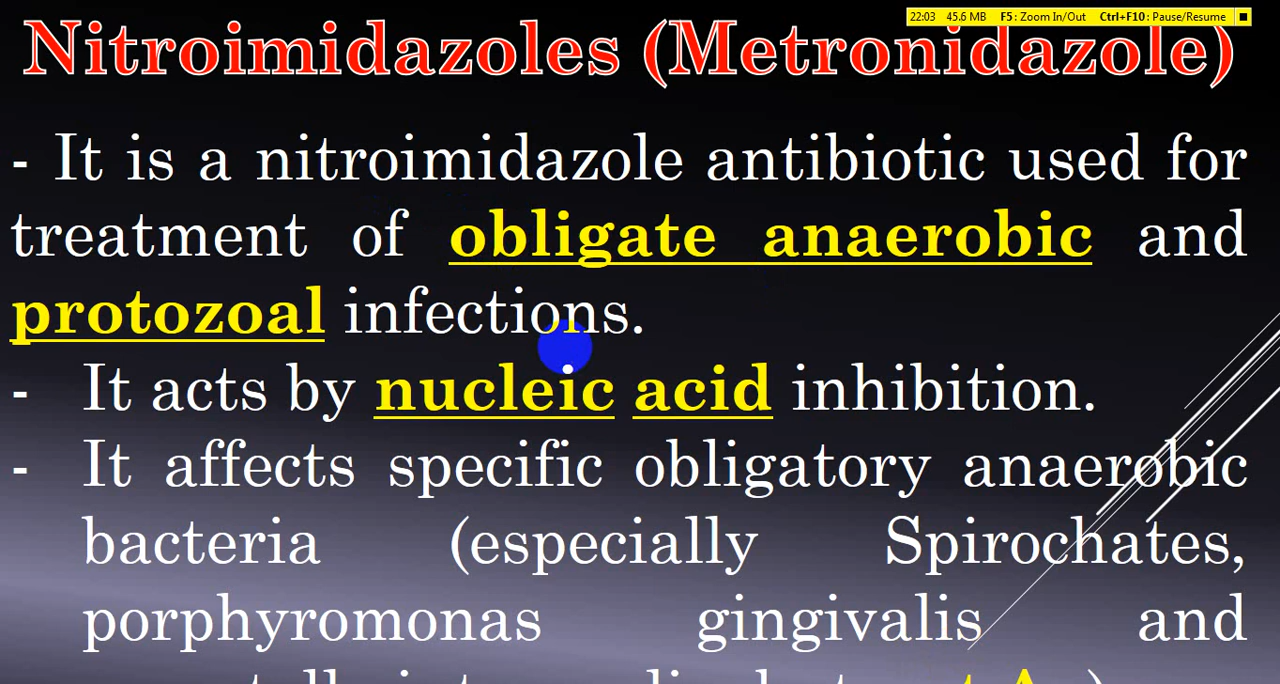 22:03 45.6 MB F5: Zoom In/Out Ctrl+F10: Pause/Resume
Nitroimidazoles (Metronidazole)
- It is a nitroimidazole antibiotic used for
treatment of obligate anaerobic and
protozoal infections.
- It acts by nucleic acid inhibition.
- It affects specific obligatory anaerobic
bacteria (especially Spirochates,
porphyromonas gingivalis and